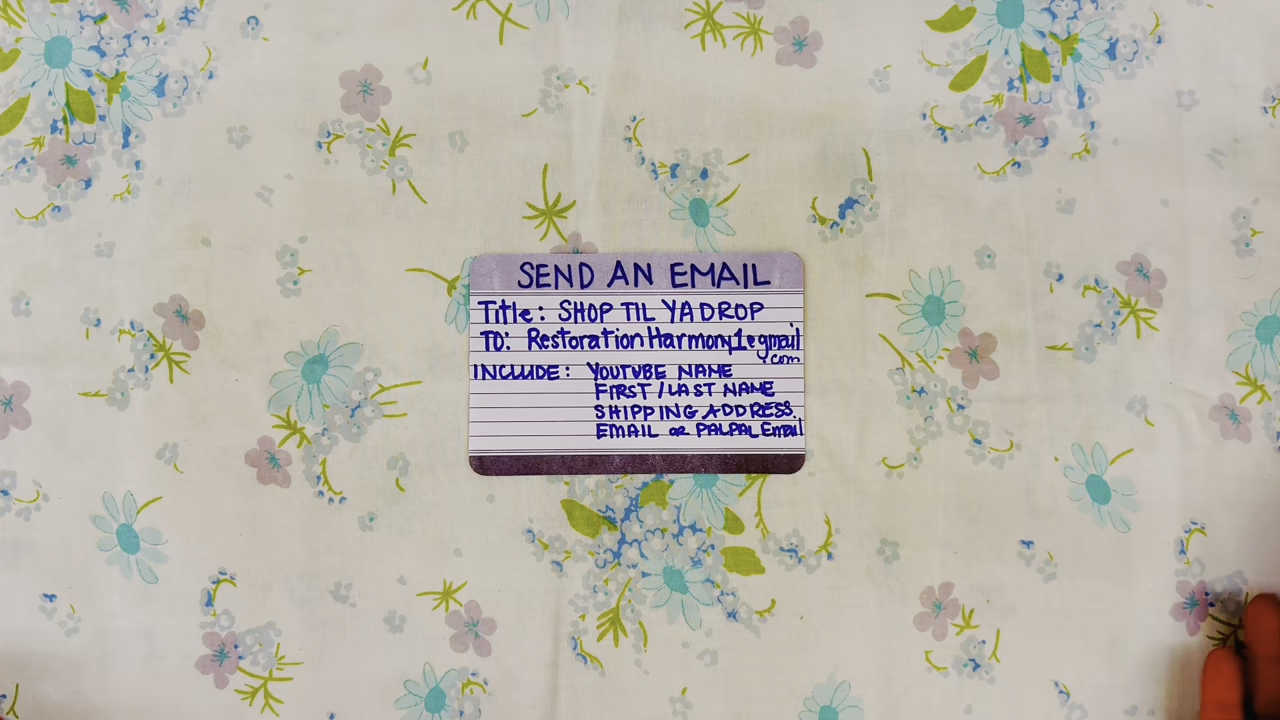 SEND AN EMAIL
Title: SHOP TIL YA DROP
TO: RestorationHarmony1@gmail
.com
INCLUDE: YOUTUBE NAME
FIRST/LAST NAME
SHIPPING ADDRESS
EMAIL or PALPAL Email